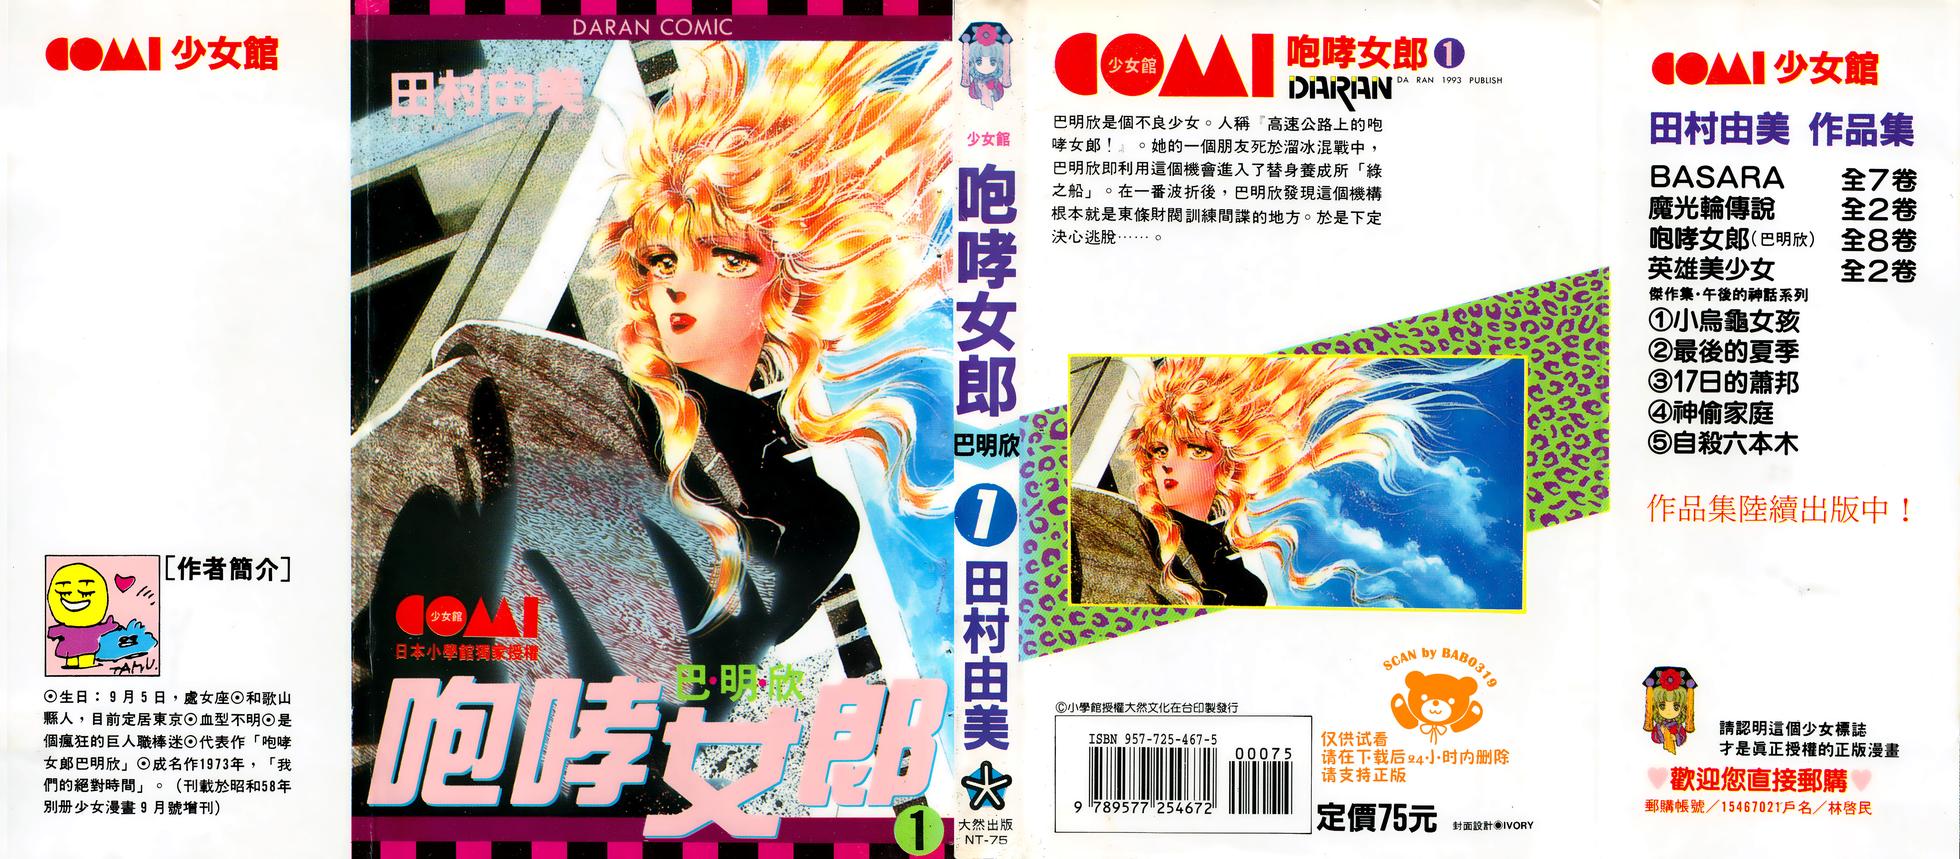 COMI 少女館
[作者簡介]
TAMU.
⊙生日：9月5日，處女座⊙和歌山
縣人，目前定居東京⊙血型不明⊙是
個瘋狂的巨人職棒迷⊙代表作「咆哮
女郎巴明欣」⊙成名作1973年，「我
們的絕對時間」。（刊載於昭和58年
別册少女漫畫9月號增刊）
DARAN COMIC
田村由美
COMI 少女館
日本小學館獨家授權
巴·明·欣
咆哮女郎
1
少女館
咆哮女郎
巴明欣
1
田村由美
大然出版
NT-75
COMI 少女館
咆哮女郎 1
DARAN DA RAN 1993 PUBLISH
巴明欣是個不良少女。人稱『高速公路上的咆
哮女郎！』。她的一個朋友死於溜冰混戰中，
巴明欣即利用這個機會進入了替身養成所「綠
之船」。在一番波折後，巴明欣發現這個機構
根本就是東條財閥訓練間諜的地方。於是下定
決心逃脫……。
SCAN by BAB0319
仅供试看
请在下载后24小时内删除
请支持正版
©小學館授權大然文化在台印製發行
ISBN 957-725-467-5
00075
9 789577 254672
定價75元
封面設計◉IVORY
COMI 少女館
田村由美 作品集
BASARA 全7卷
魔光輪傳說 全2卷
咆哮女郎(巴明欣) 全8卷
英雄美少女 全2卷
傑作集·午後的神話系列
①小烏龜女孩
②最後的夏季
③17日的蕭邦
④神偷家庭
⑤自殺六本木
作品集陸續出版中！
請認明這個少女標誌
才是真正授權的正版漫畫
♥歡迎您直接郵購♥
郵購帳號／15467021戶名／林啓民